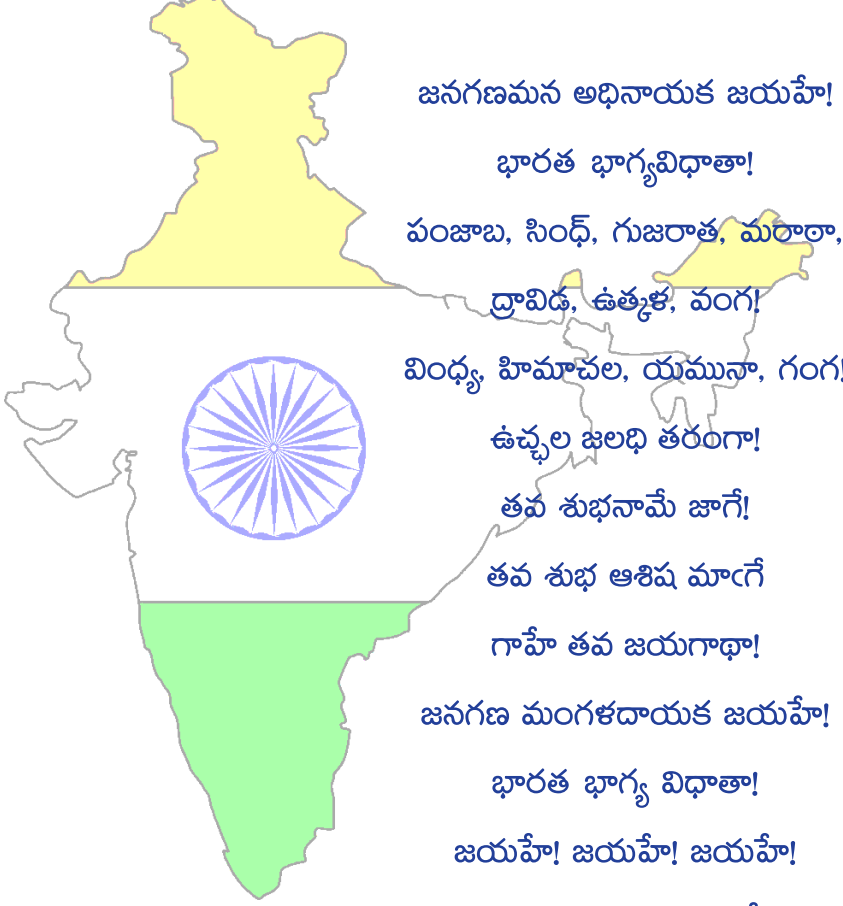 జనగణమన అధినాయక జయహే!
భారత భాగ్యవిధాతా!
పంజాబ, సింధ్, గుజరాత, మరాఠా,
ద్రావిడ, ఉత్కళ, వంగ!
వింధ్య, హిమాచల, యమునా, గంగ!
ఉచ్ఛల జలధి తరంగా!
తవ శుభనామే జాగే!
తవ శుభ ఆశిష మాఁగే
గాహే తవ జయగాథా!
జనగణ మంగళదాయక జయహే!
భారత భాగ్య విధాతా!
జయహే! జయహే! జయహే!